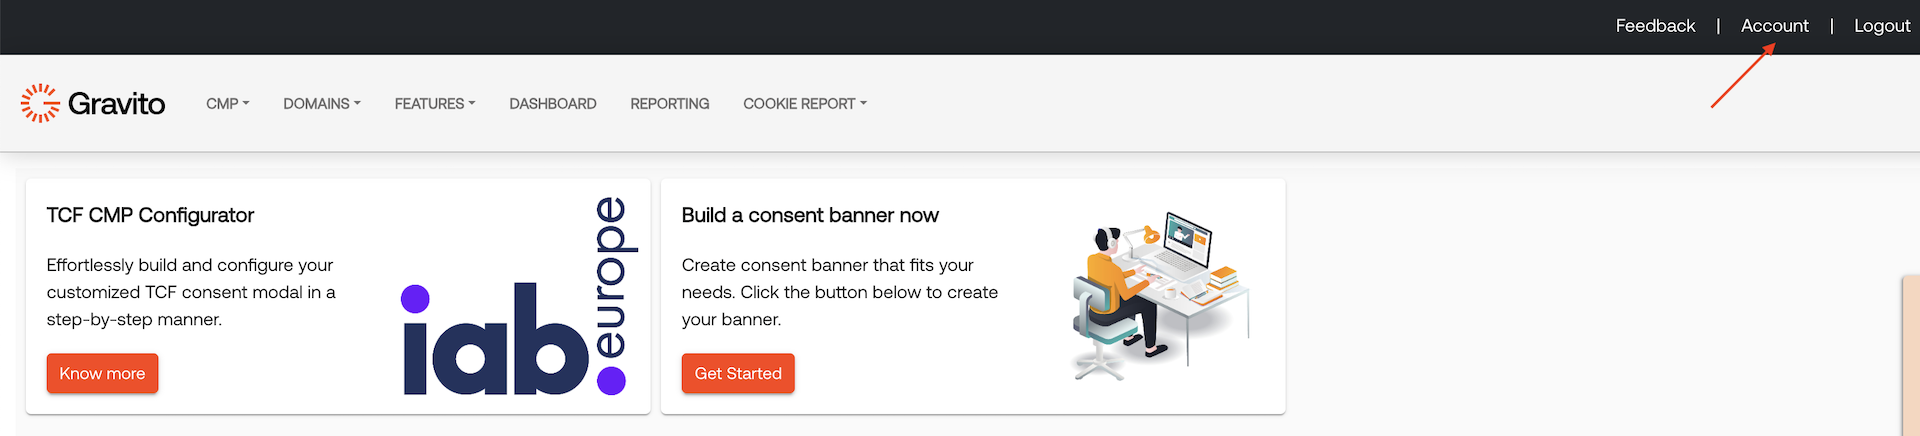 Feedback | Account | Logout
Gravito CMP DOMAINS FEATURES DASHBOARD REPORTING COOKIE REPORT
TCF CMP Configurator
Effortlessly build and configure your
customized TCF consent modal in a
step-by-step manner.
Know more
iab europe
Build a consent banner now
Create consent banner that fits your
needs. Click the button below to create
your banner.
Get Started